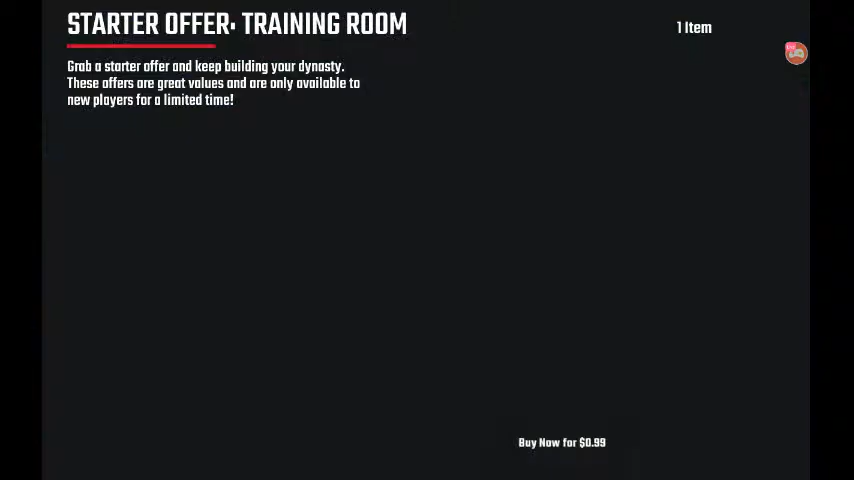 STARTER OFFER: TRAINING ROOM
1 Item
Grab a starter offer and keep building your dynasty.
These offers are great values and are only available to
new players for a limited time!
Buy Now for $0.99